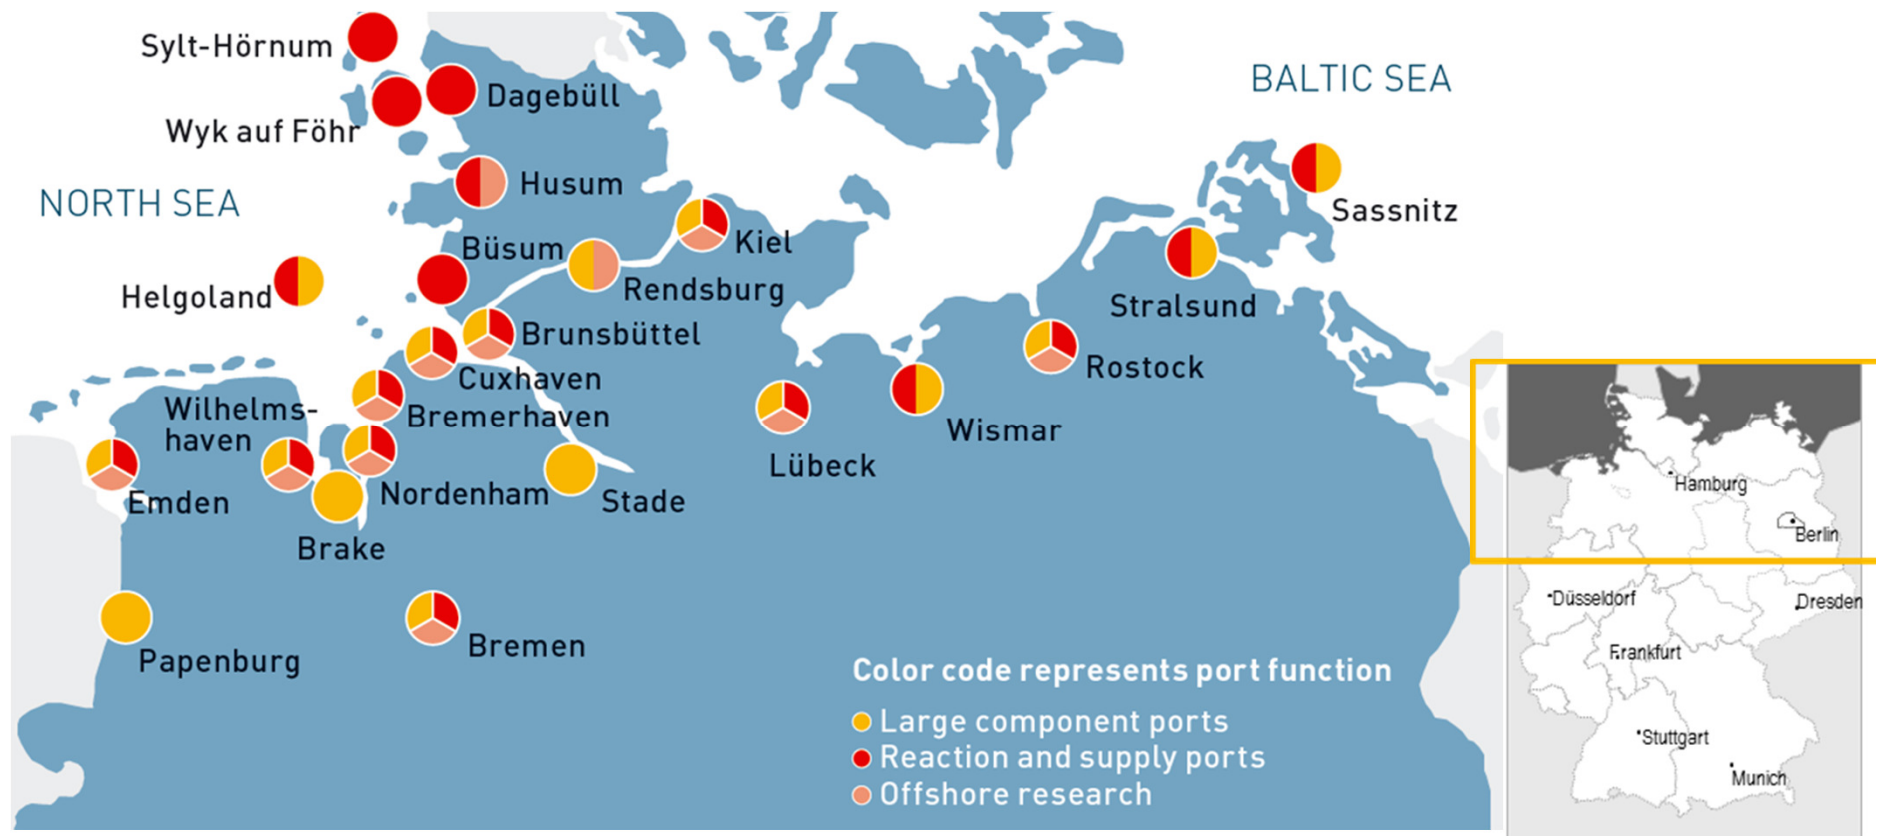 Sylt-Hörnum
BALTIC SEA
Dagebüll
Wyk auf Föhr
Husum
NORTH SEA
Sassnitz
Kiel
Büsum
Rendsburg
Helgoland
Stralsund
Brunsbüttel
Rostock
Cuxhaven
Wilhelms-
haven
Bremerhaven
Wismar
Lübeck
Emden
Nordenham
Stade
Brake
Papenburg
Bremen
Color code represents port function
Large component ports
Reaction and supply ports
Offshore research
Hamburg
Berlin
Düsseldorf
Dresden
Frankfurt
Stuttgart
Munich